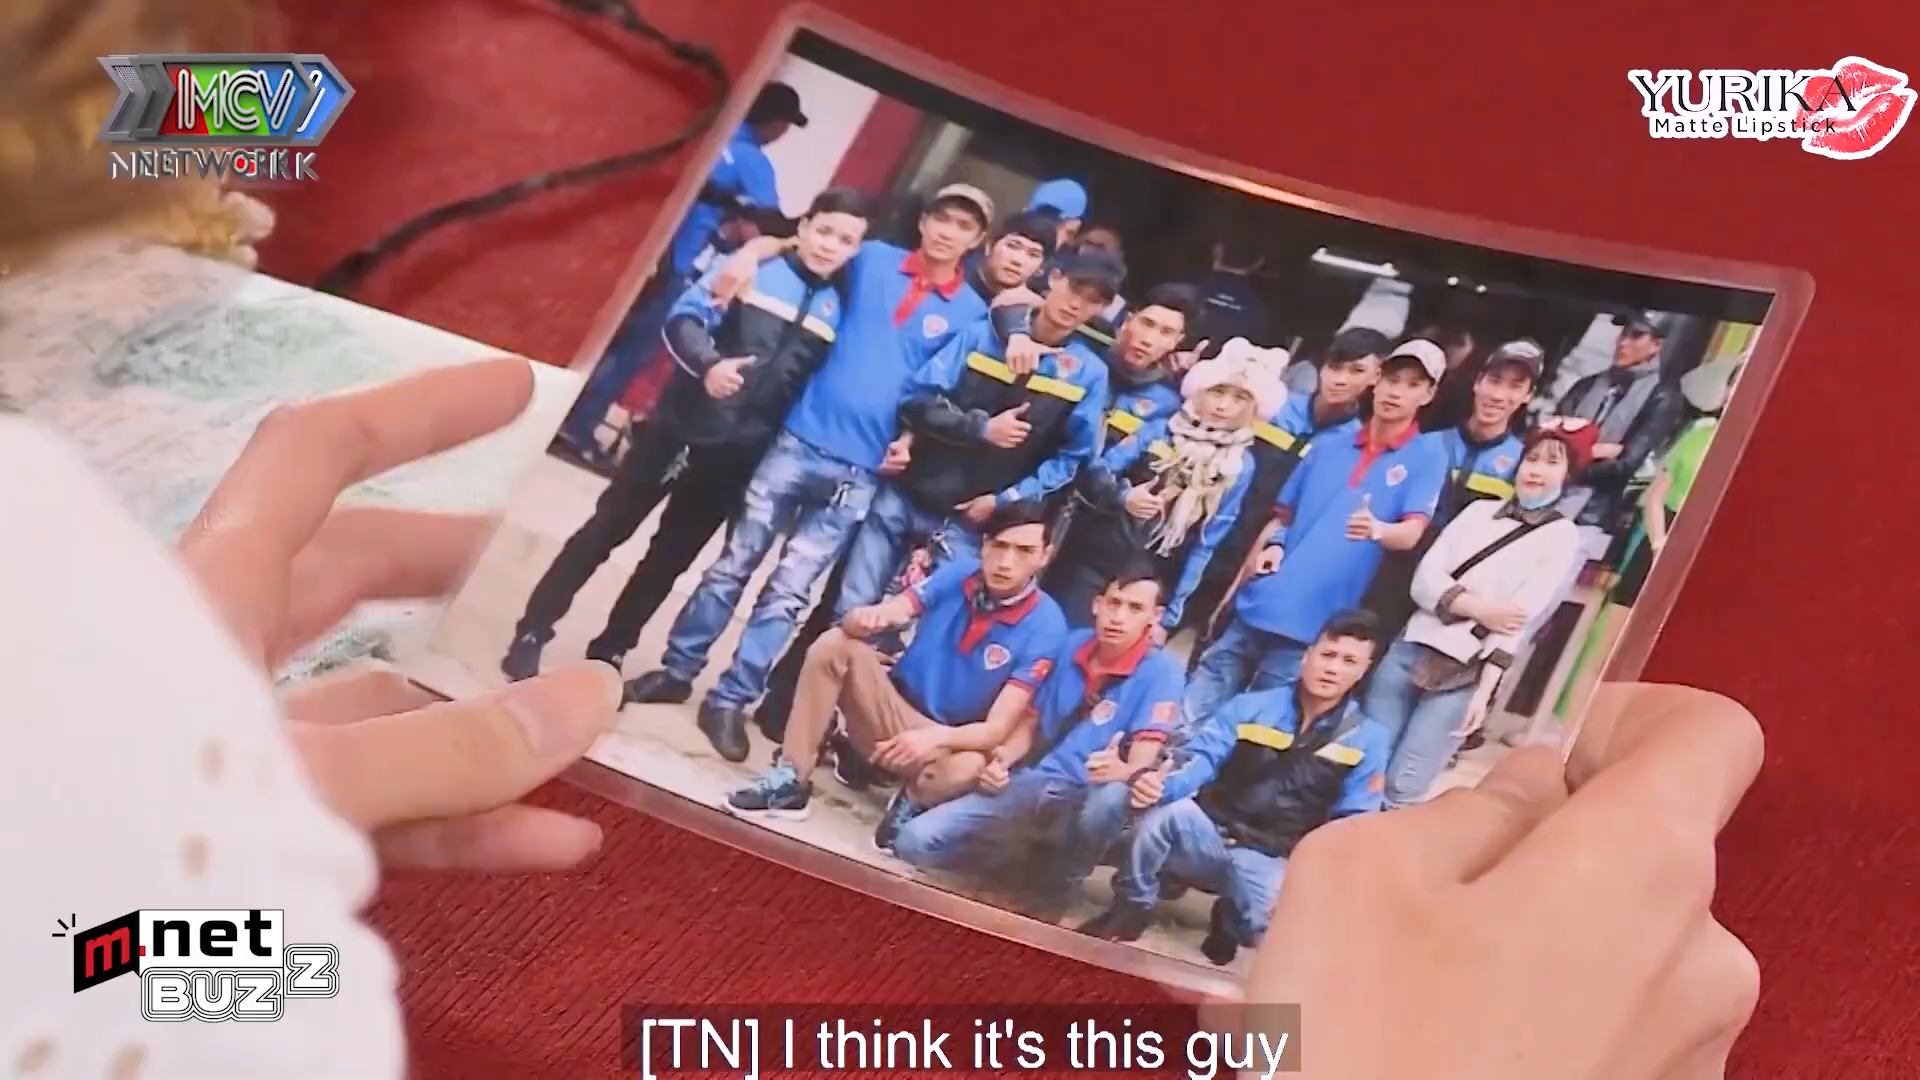 MCV
NETWORK
YURIKA
Matte Lipstick
m.net
BUZZ
[TN] I think it's this guy